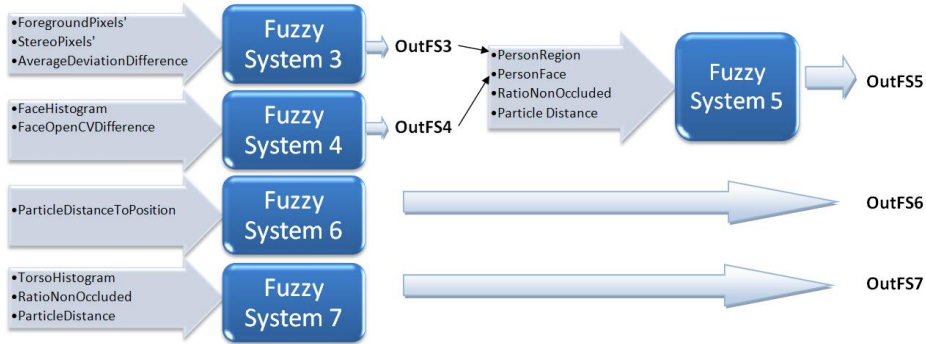 •ForegroundPixels'
•StereoPixels'
•AverageDeviationDifference
Fuzzy
System 3
OutFS3
•FaceHistogram
•FaceOpenCVDifference
Fuzzy
System 4
OutFS4
•PersonRegion
•PersonFace
•RatioNonOccluded
•Particle Distance
Fuzzy
System 5
OutFS5
•ParticleDistanceToPosition
Fuzzy
System 6
OutFS6
•TorsoHistogram
•RatioNonOccluded
•ParticleDistance
Fuzzy
System 7
OutFS7